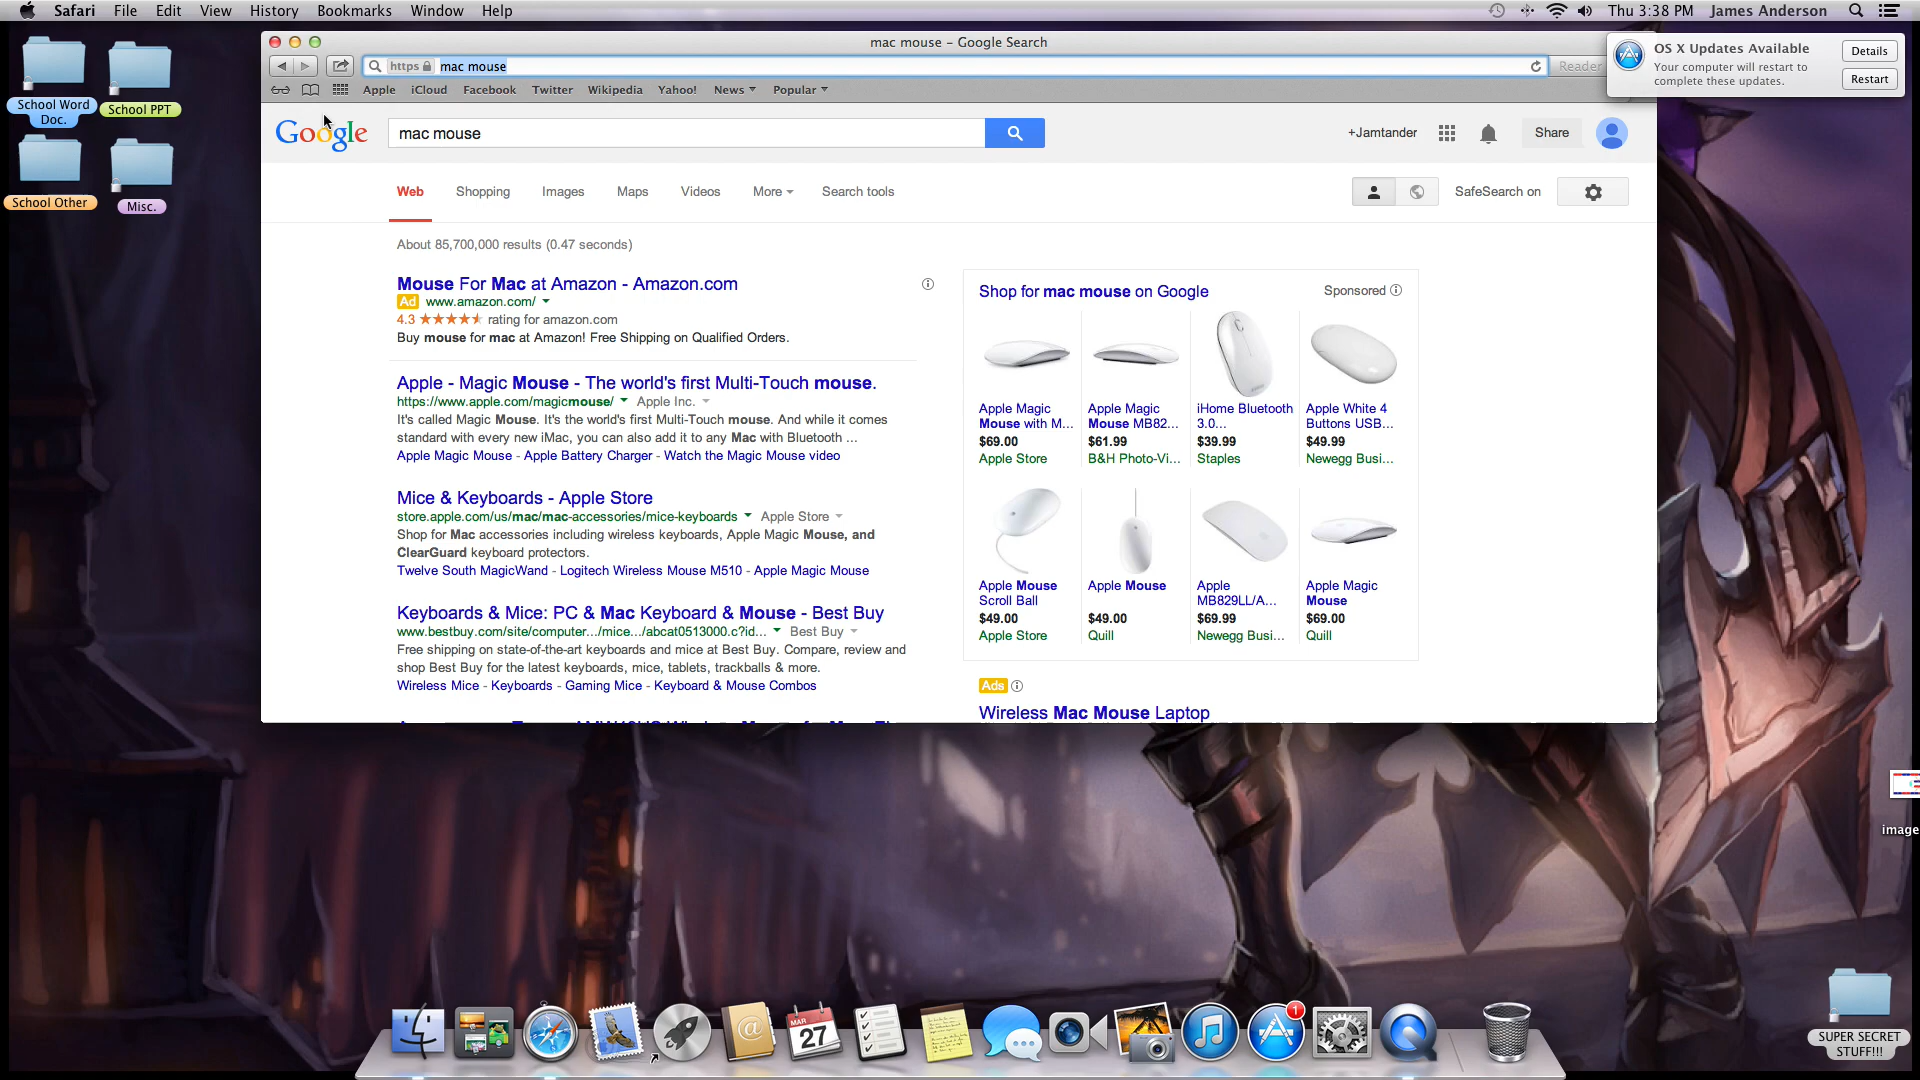 Safari File Edit View History Bookmarks Window Help
Thu 3:38 PM James Anderson
School Word Doc.
School PPT
School Other
Misc.
mac mouse – Google Search
https mac mouse
Reader
Apple iCloud Facebook Twitter Wikipedia Yahoo! News Popular
OS X Updates Available
Your computer will restart to
complete these updates.
Details
Restart
Google
mac mouse
+Jamtander
Share
Web Shopping Images Maps Videos More Search tools
SafeSearch on
About 85,700,000 results (0.47 seconds)
Mouse For Mac at Amazon - Amazon.com
Ad www.amazon.com/
4.3 ★★★★ rating for amazon.com
Buy mouse for mac at Amazon! Free Shipping on Qualified Orders.
Apple - Magic Mouse - The world's first Multi-Touch mouse.
https://www.apple.com/magicmouse/ Apple Inc.
It's called Magic Mouse. It's the world's first Multi-Touch mouse. And while it comes
standard with every new iMac, you can also add it to any Mac with Bluetooth ...
Apple Magic Mouse - Apple Battery Charger - Watch the Magic Mouse video
Mice & Keyboards - Apple Store
store.apple.com/us/mac/mac-accessories/mice-keyboards Apple Store
Shop for Mac accessories including wireless keyboards, Apple Magic Mouse, and
ClearGuard keyboard protectors.
Twelve South MagicWand - Logitech Wireless Mouse M510 - Apple Magic Mouse
Keyboards & Mice: PC & Mac Keyboard & Mouse - Best Buy
www.bestbuy.com/site/computer.../mice.../abcat0513000.c?id... Best Buy
Free shipping on state-of-the-art keyboards and mice at Best Buy. Compare, review and
shop Best Buy for the latest keyboards, mice, tablets, trackballs & more.
Wireless Mice - Keyboards - Gaming Mice - Keyboard & Mouse Combos
Shop for mac mouse on Google
Sponsored
Apple Magic
Mouse with M...
$69.00
Apple Store
Apple Magic
Mouse MB82...
$61.99
B&H Photo-Vi...
iHome Bluetooth
3.0...
$39.99
Staples
Apple White 4
Buttons USB...
$49.99
Newegg Busi...
Apple Mouse
Scroll Ball
$49.00
Apple Store
Apple Mouse
$49.00
Quill
Apple
MB829LL/A...
$69.99
Newegg Busi...
Apple Magic
Mouse
$69.00
Quill
Ads
Wireless Mac Mouse Laptop
image
MAR
27
1
SUPER SECRET
STUFF!!!